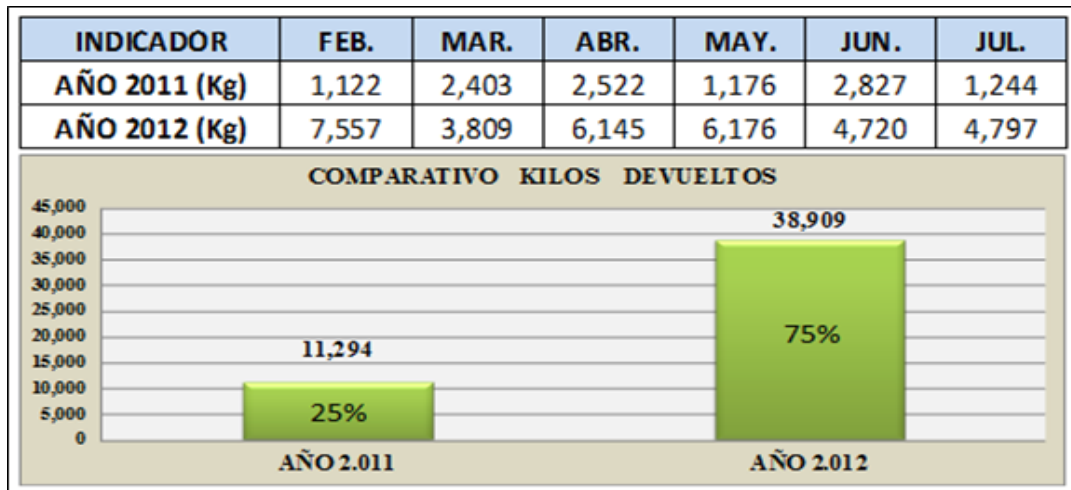 INDICADOR FEB. MAR. ABR. MAY. JUN. JUL.
AÑO 2011 (Kg) 1,122 2,403 2,522 1,176 2,827 1,244
AÑO 2012 (Kg) 7,557 3,809 6,145 6,176 4,720 4,797
COMPARATIVO KILOS DEVUELTOS
45,000
40,000
35,000
30,000
25,000
20,000
15,000
10,000
5,000
0
11,294
25%
38,909
75%
AÑO 2.011 AÑO 2.012